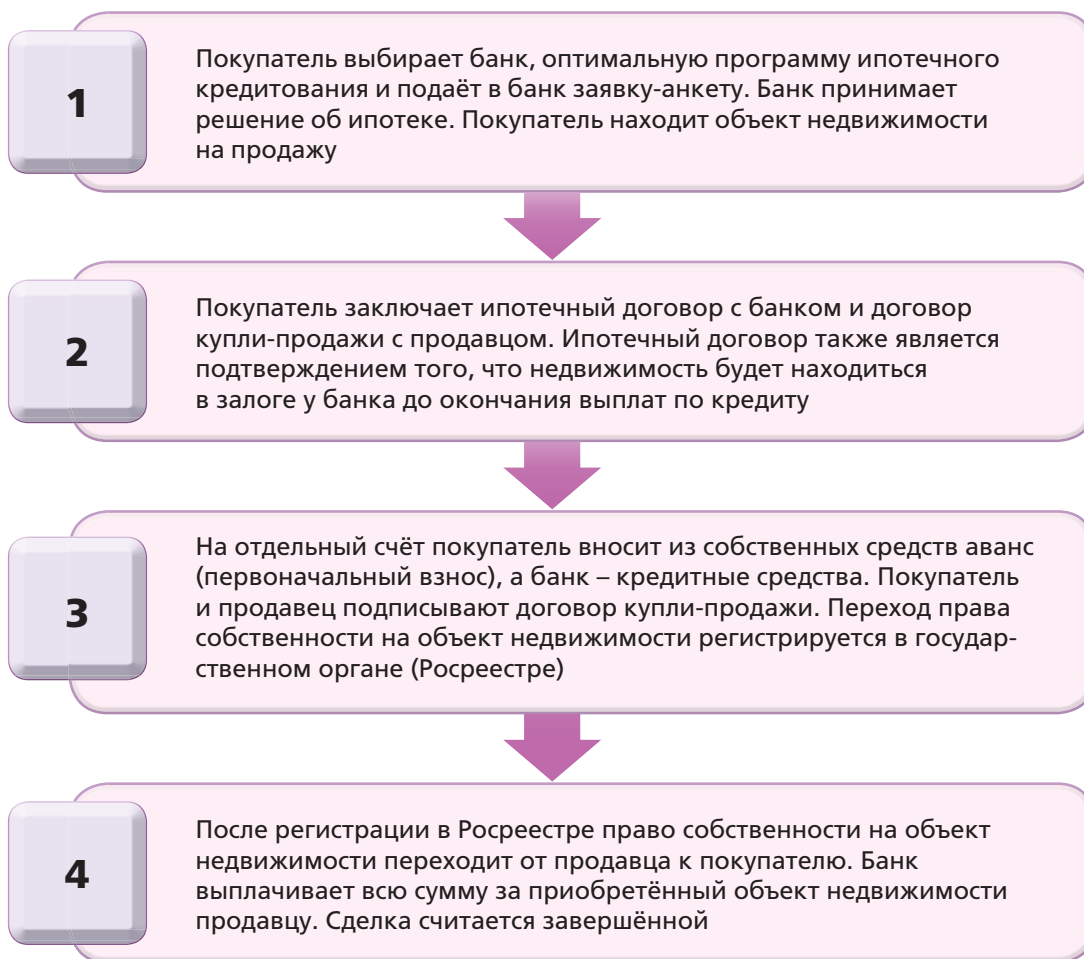 1
Покупатель выбирает банк, оптимальную программу ипотечного
кредитования и подаёт в банк заявку-анкету. Банк принимает
решение об ипотеке. Покупатель находит объект недвижимости
на продажу
2
Покупатель заключает ипотечный договор с банком и договор
купли-продажи с продавцом. Ипотечный договор также является
подтверждением того, что недвижимость будет находиться
в залоге у банка до окончания выплат по кредиту
3
На отдельный счёт покупатель вносит из собственных средств аванс
(первоначальный взнос), а банк – кредитные средства. Покупатель
и продавец подписывают договор купли-продажи. Переход права
собственности на объект недвижимости регистрируется в государ-
ственном органе (Росреестре)
4
После регистрации в Росреестре право собственности на объект
недвижимости переходит от продавца к покупателю. Банк
выплачивает всю сумму за приобретённый объект недвижимости
продавцу. Сделка считается завершённой